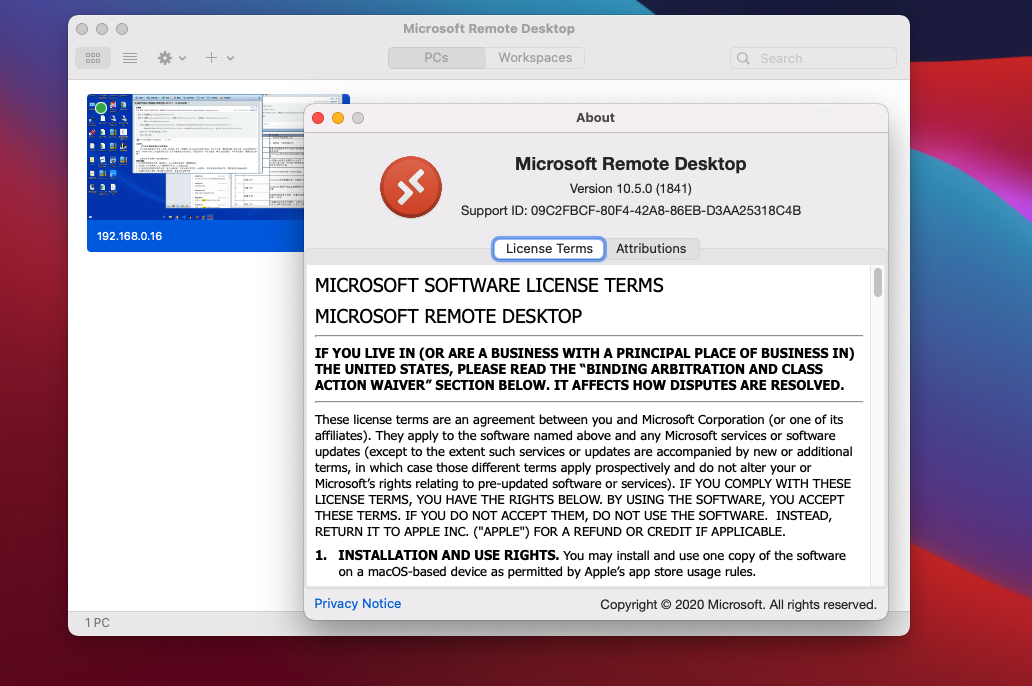 Microsoft Remote Desktop
PCs
Workspaces
Search
192.168.0.16
About
Microsoft Remote Desktop
Version 10.5.0 (1841)
Support ID: 09C2FBCF-80F4-42A8-86EB-D3AA25318C4B
License Terms
Attributions
MICROSOFT SOFTWARE LICENSE TERMS
MICROSOFT REMOTE DESKTOP
IF YOU LIVE IN (OR ARE A BUSINESS WITH A PRINCIPAL PLACE OF BUSINESS IN)
THE UNITED STATES, PLEASE READ THE “BINDING ARBITRATION AND CLASS
ACTION WAIVER” SECTION BELOW. IT AFFECTS HOW DISPUTES ARE RESOLVED.
These license terms are an agreement between you and Microsoft Corporation (or one of its
affiliates). They apply to the software named above and any Microsoft services or software
updates (except to the extent such services or updates are accompanied by new or additional
terms, in which case those different terms apply prospectively and do not alter your or
Microsoft’s rights relating to pre-updated software or services). IF YOU COMPLY WITH THESE
LICENSE TERMS, YOU HAVE THE RIGHTS BELOW. BY USING THE SOFTWARE, YOU ACCEPT
THESE TERMS. IF YOU DO NOT ACCEPT THEM, DO NOT USE THE SOFTWARE.  INSTEAD,
RETURN IT TO APPLE INC. ("APPLE") FOR A REFUND OR CREDIT IF APPLICABLE.
1. INSTALLATION AND USE RIGHTS. You may install and use one copy of the software
on a macOS-based device as permitted by Apple’s app store usage rules.
Privacy Notice
Copyright © 2020 Microsoft. All rights reserved.
1 PC